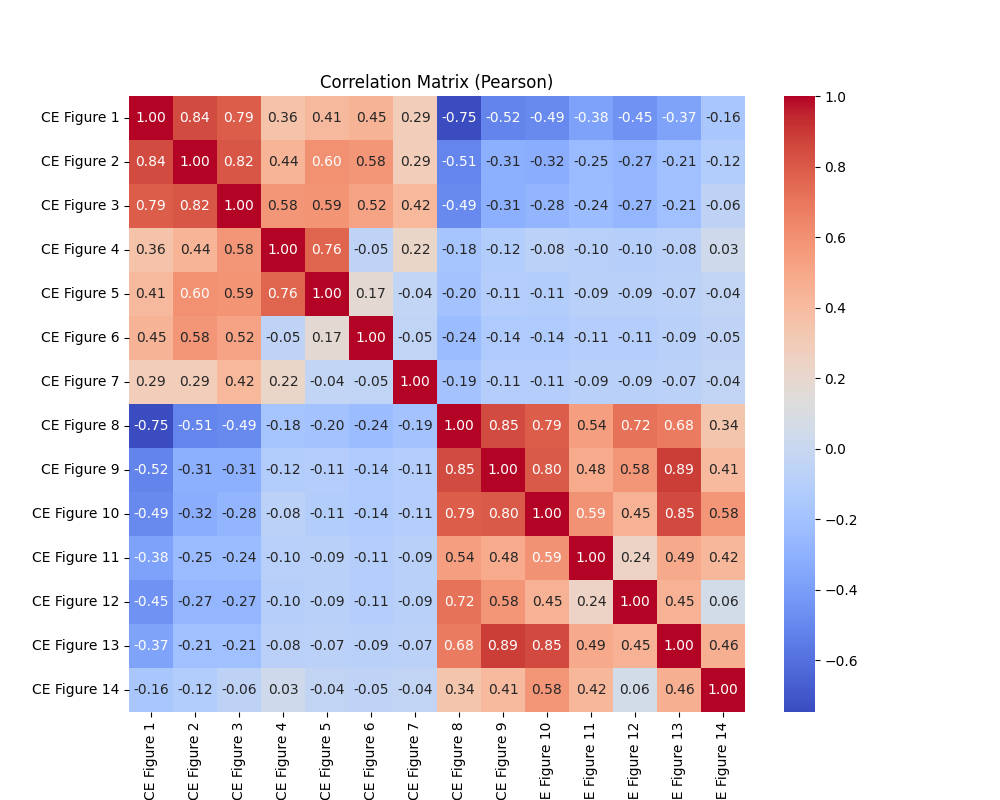 Correlation Matrix (Pearson)
CE Figure 1 1.00 0.84 0.79 0.36 0.41 0.45 0.29 -0.75 -0.52 -0.49 -0.38 -0.45 -0.37 -0.16
CE Figure 2 0.84 1.00 0.82 0.44 0.60 0.58 0.29 -0.51 -0.31 -0.32 -0.25 -0.27 -0.21 -0.12
CE Figure 3 0.79 0.82 1.00 0.58 0.59 0.52 0.42 -0.49 -0.31 -0.28 -0.24 -0.27 -0.21 -0.06
CE Figure 4 0.36 0.44 0.58 1.00 0.76 -0.05 0.22 -0.18 -0.12 -0.08 -0.10 -0.10 -0.08 0.03
CE Figure 5 0.41 0.60 0.59 0.76 1.00 0.17 -0.04 -0.20 -0.11 -0.11 -0.09 -0.09 -0.07 -0.04
CE Figure 6 0.45 0.58 0.52 -0.05 0.17 1.00 -0.05 -0.24 -0.14 -0.14 -0.11 -0.11 -0.09 -0.05
CE Figure 7 0.29 0.29 0.42 0.22 -0.04 -0.05 1.00 -0.19 -0.11 -0.11 -0.09 -0.09 -0.07 -0.04
CE Figure 8 -0.75 -0.51 -0.49 -0.18 -0.20 -0.24 -0.19 1.00 0.85 0.79 0.54 0.72 0.68 0.34
CE Figure 9 -0.52 -0.31 -0.31 -0.12 -0.11 -0.14 -0.11 0.85 1.00 0.80 0.48 0.58 0.89 0.41
CE Figure 10 -0.49 -0.32 -0.28 -0.08 -0.11 -0.14 -0.11 0.79 0.80 1.00 0.59 0.45 0.85 0.58
CE Figure 11 -0.38 -0.25 -0.24 -0.10 -0.09 -0.11 -0.09 0.54 0.48 0.59 1.00 0.24 0.49 0.42
CE Figure 12 -0.45 -0.27 -0.27 -0.10 -0.09 -0.11 -0.09 0.72 0.58 0.45 0.24 1.00 0.45 0.06
CE Figure 13 -0.37 -0.21 -0.21 -0.08 -0.07 -0.09 -0.07 0.68 0.89 0.85 0.49 0.45 1.00 0.46
CE Figure 14 -0.16 -0.12 -0.06 0.03 -0.04 -0.05 -0.04 0.34 0.41 0.58 0.42 0.06 0.46 1.00
CE Figure 1
CE Figure 2
CE Figure 3
CE Figure 4
CE Figure 5
CE Figure 6
CE Figure 7
CE Figure 8
CE Figure 9
E Figure 10
E Figure 11
E Figure 12
E Figure 13
E Figure 14
1.0
0.8
0.6
0.4
0.2
0.0
−0.2
−0.4
−0.6